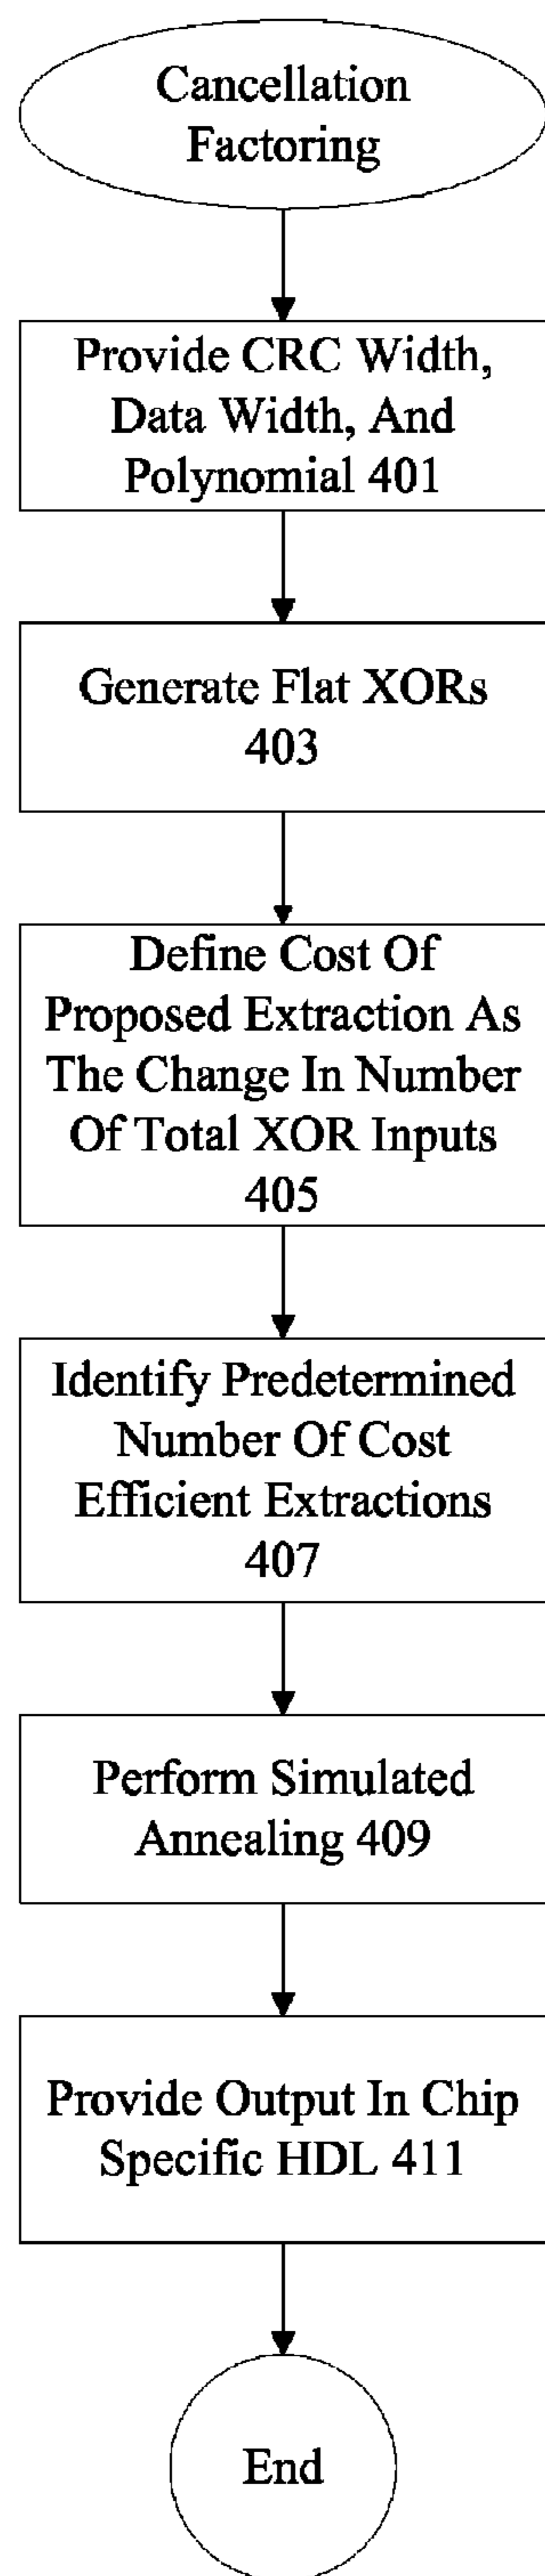 Cancellation
Factoring
Provide CRC Width,
Data Width, And
Polynomial 401
Generate Flat XORs
403
Define Cost Of
Proposed Extraction As
The Change In Number
Of Total XOR Inputs
405
Identify Predetermined
Number Of Cost
Efficient Extractions
407
Perform Simulated
Annealing 409
Provide Output In Chip
Specific HDL 411
End